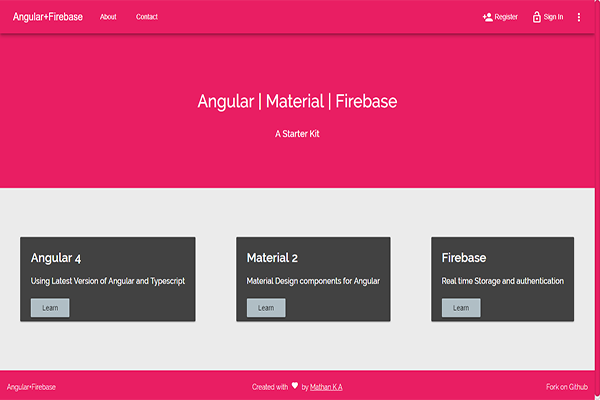 Angular+Firebase About Contact Register Sign In
Angular | Material | Firebase
A Starter Kit
Angular 4
Using Latest Version of Angular and Typescript
Learn
Material 2
Material Design components for Angular
Learn
Firebase
Real time Storage and authentication
Learn
Angular+Firebase Created with by Mathan K A Fork on Github